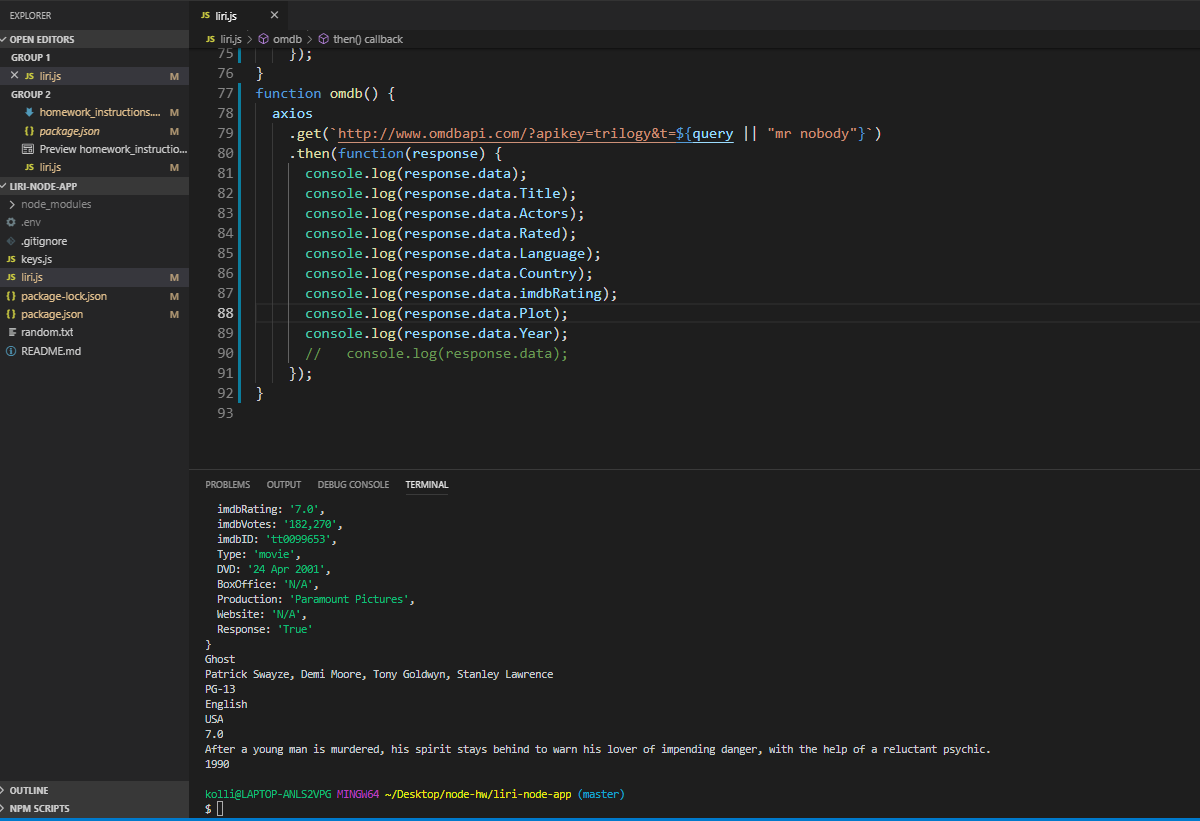 EXPLORER
OPEN EDITORS
GROUP 1
JS liri.js M
GROUP 2
homework_instructions.... M
{} package.json M
Preview homework_instructio...
JS liri.js M
LIRI-NODE-APP
node_modules
.env
.gitignore
JS keys.js
JS liri.js M
{} package-lock.json M
{} package.json M
random.txt
README.md
OUTLINE
NPM SCRIPTS
JS liri.js
JS liri.js > omdb > then() callback
75 });
76 }
77 function omdb() {
78 axios
79 .get(`http://www.omdbapi.com/?apikey=trilogy&t=${query || "mr nobody"}`)
80 .then(function(response) {
81 console.log(response.data);
82 console.log(response.data.Title);
83 console.log(response.data.Actors);
84 console.log(response.data.Rated);
85 console.log(response.data.Language);
86 console.log(response.data.Country);
87 console.log(response.data.imdbRating);
88 console.log(response.data.Plot);
89 console.log(response.data.Year);
90 // console.log(response.data);
91 });
92 }
93
PROBLEMS OUTPUT DEBUG CONSOLE TERMINAL
imdbRating: '7.0',
imdbVotes: '182,270',
imdbID: 'tt0099653',
Type: 'movie',
DVD: '24 Apr 2001',
BoxOffice: 'N/A',
Production: 'Paramount Pictures',
Website: 'N/A',
Response: 'True'
}
Ghost
Patrick Swayze, Demi Moore, Tony Goldwyn, Stanley Lawrence
PG-13
English
USA
7.0
After a young man is murdered, his spirit stays behind to warn his lover of impending danger, with the help of a reluctant psychic.
1990
kolli@LAPTOP-ANLS2VPG MINGW64 ~/Desktop/node-hw/liri-node-app (master)
$